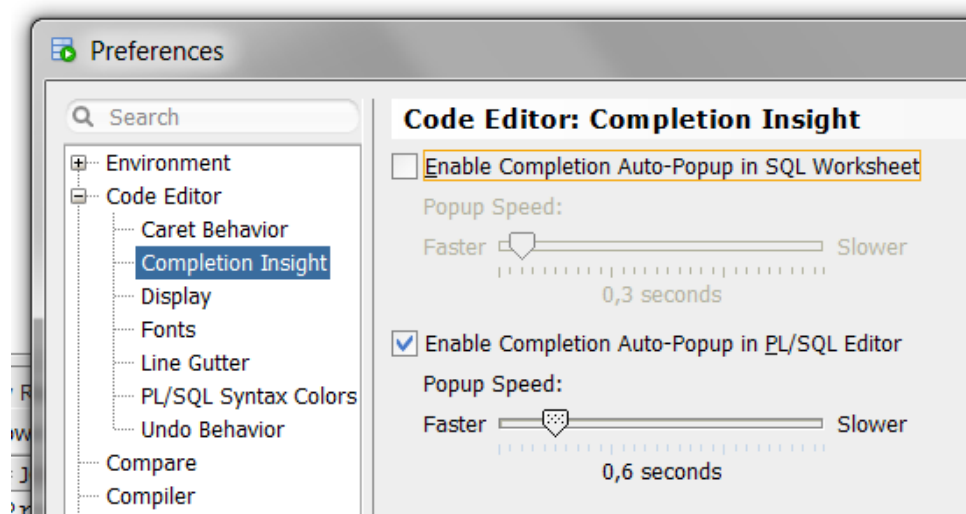 Preferences
Search
Environment
Code Editor
Caret Behavior
Completion Insight
Display
Fonts
Line Gutter
PL/SQL Syntax Colors
Undo Behavior
Compare
Compiler
Code Editor: Completion Insight
Enable Completion Auto-Popup in SQL Worksheet
Popup Speed:
Faster Slower
0,3 seconds
Enable Completion Auto-Popup in PL/SQL Editor
Popup Speed:
Faster Slower
0,6 seconds